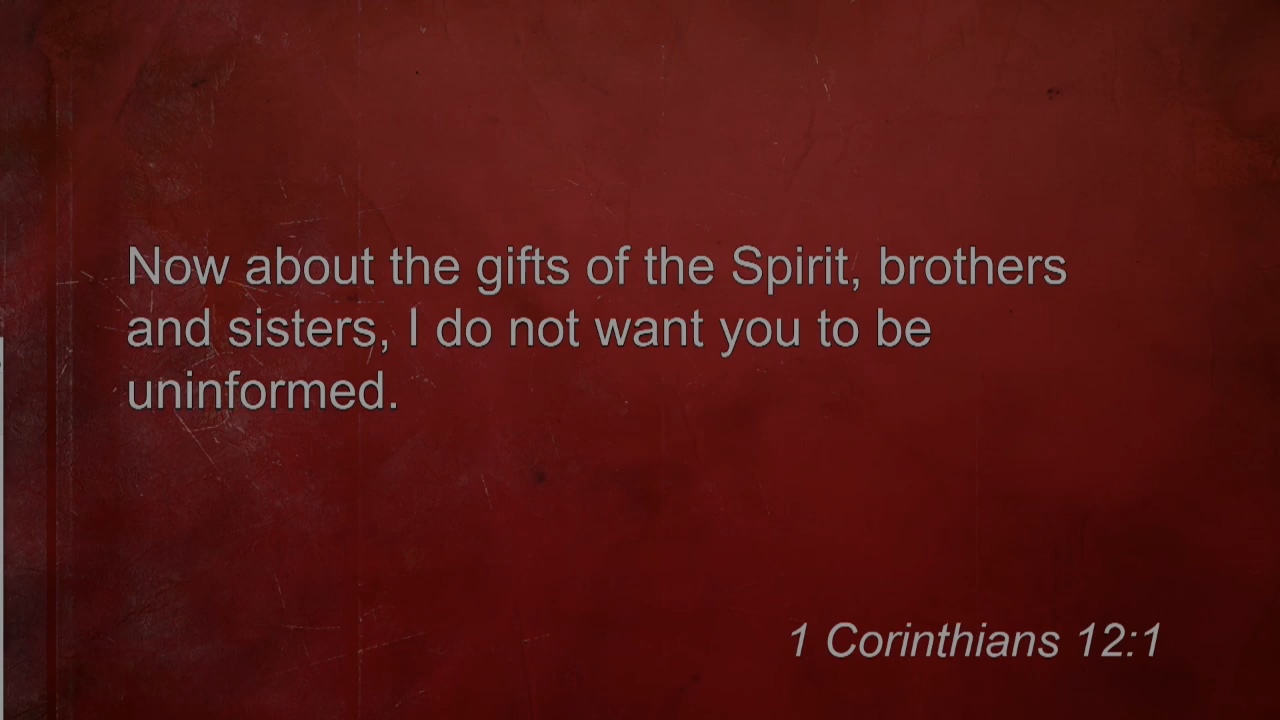 Now about the gifts of the Spirit, brothers
and sisters, I do not want you to be
uninformed.
1 Corinthians 12:1